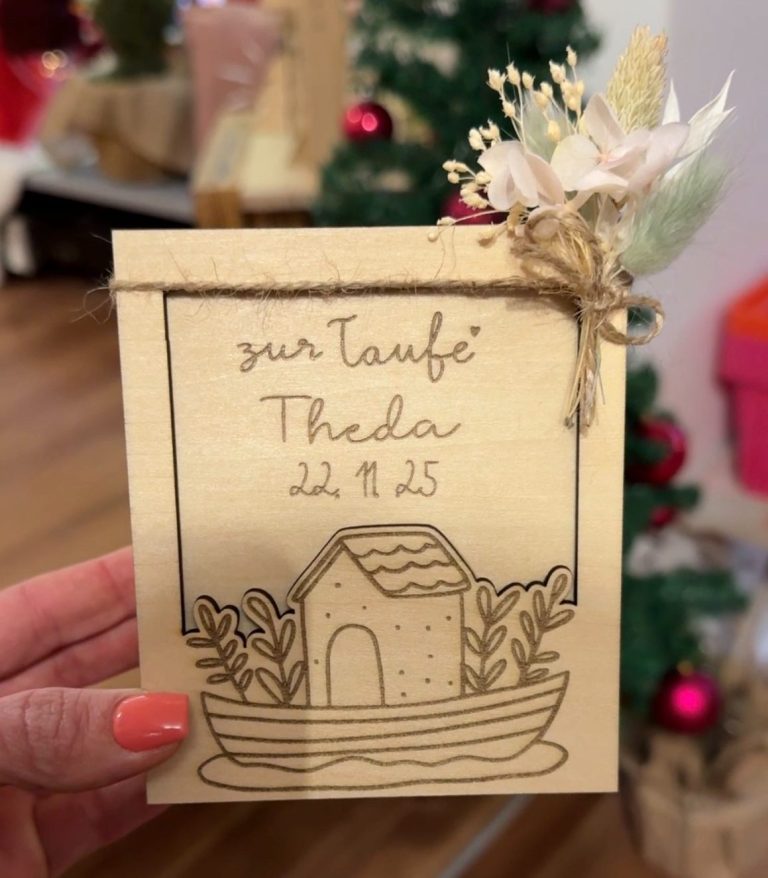 zur Taufe
Theda
22. 11 25